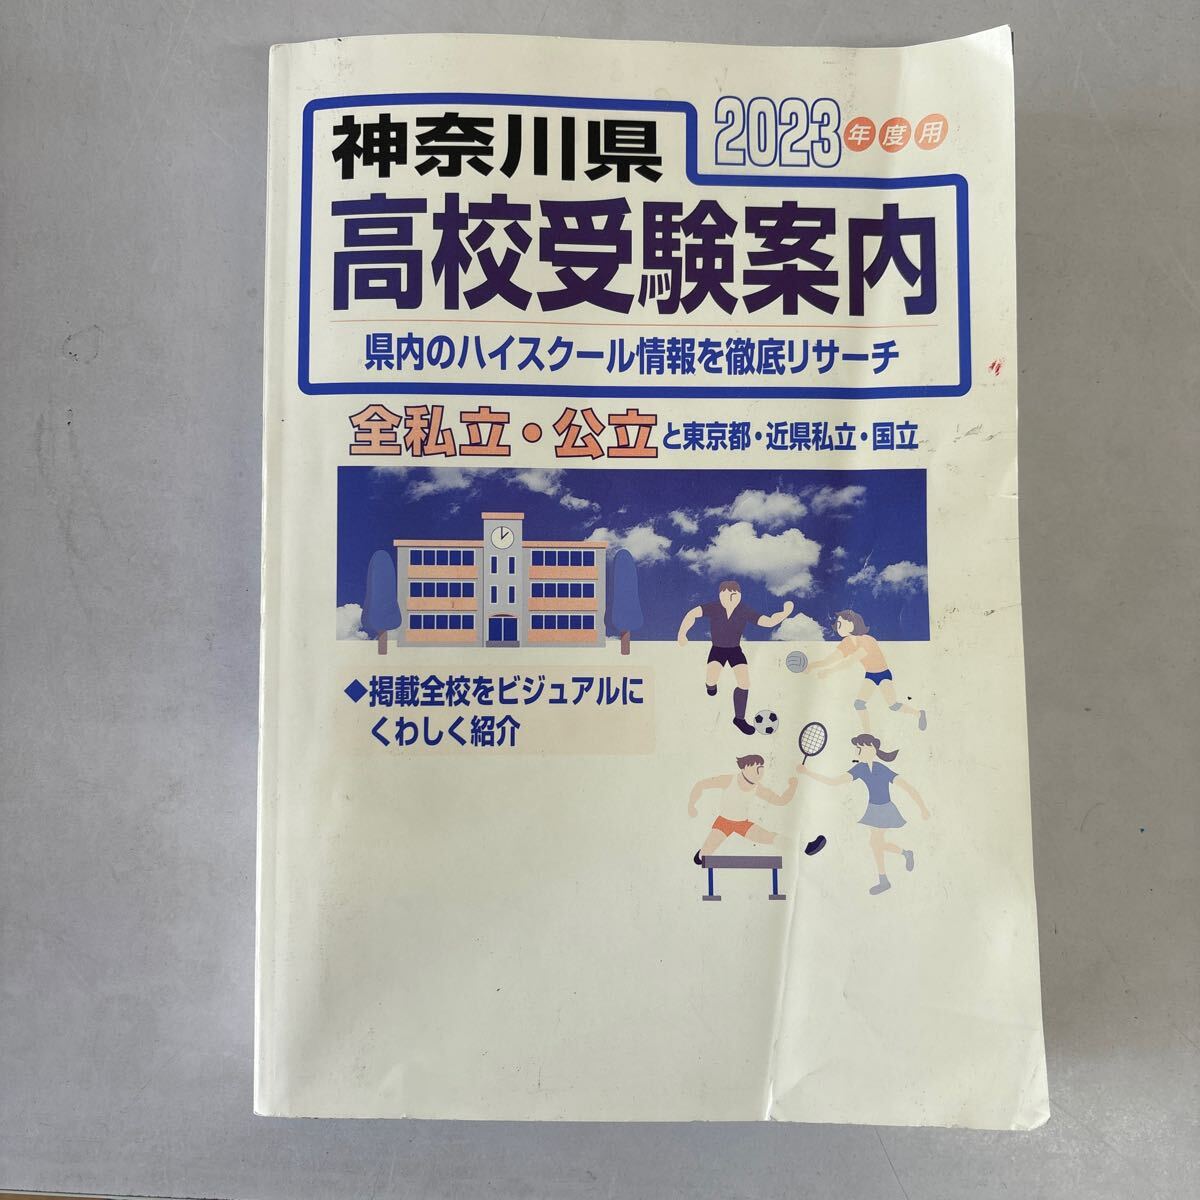 神奈川県
2023年度用
高校受験案内
県内のハイスクール情報を徹底リサーチ
全私立・公立と東京都・近県私立・国立
◆掲載全校をビジュアルに
くわしく紹介